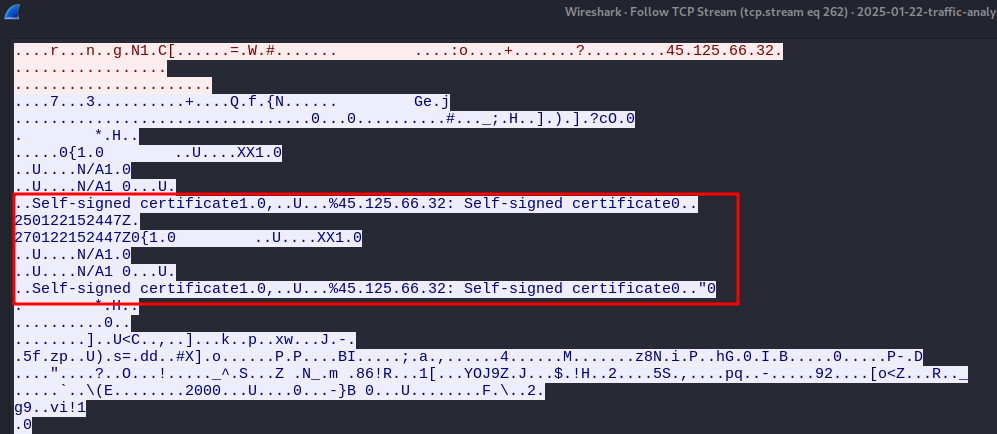 Wireshark · Follow TCP Stream (tcp.stream eq 262) · 2025-01-22-traffic-analy
....r...n..g.N1.C[......=.W.#....... ....:o....+.......?.........45.125.66.32.
.................
......................
....7...3..........+....Q.f.{N...... Ge.j
.................................0...0..........#..._;.H..].).].?cO.0
. *.H..
.....0{1.0 ..U....XX1.0
..U....N/A1.0
..U....N/A1 0...U.
..Self-signed certificate1.0,..U...%45.125.66.32: Self-signed certificate0..
250122152447Z.
270122152447Z0{1.0 ..U....XX1.0
..U....N/A1.0
..U....N/A1 0...U.
..Self-signed certificate1.0,..U...%45.125.66.32: Self-signed certificate0.."0
. *.H..
..........0..
........]..U<C..,..]...k..p..xw...J.-.
.5f.zp..U).s=.dd..#X].o......P.P....BI.....;.a.,......4......M.......z8N.i.P..hG.0.I.B.....0.....P-.D
...."....?..O...!....._^.S...Z .N_.m .86!R...1[...YOJ9Z.J...$.!H..2....5S.,....pq..-.....92....[o<Z...R.._
.....`..\(E........2000...U....0...-}B 0...U........F.\..2.
g9..vi!1
.0